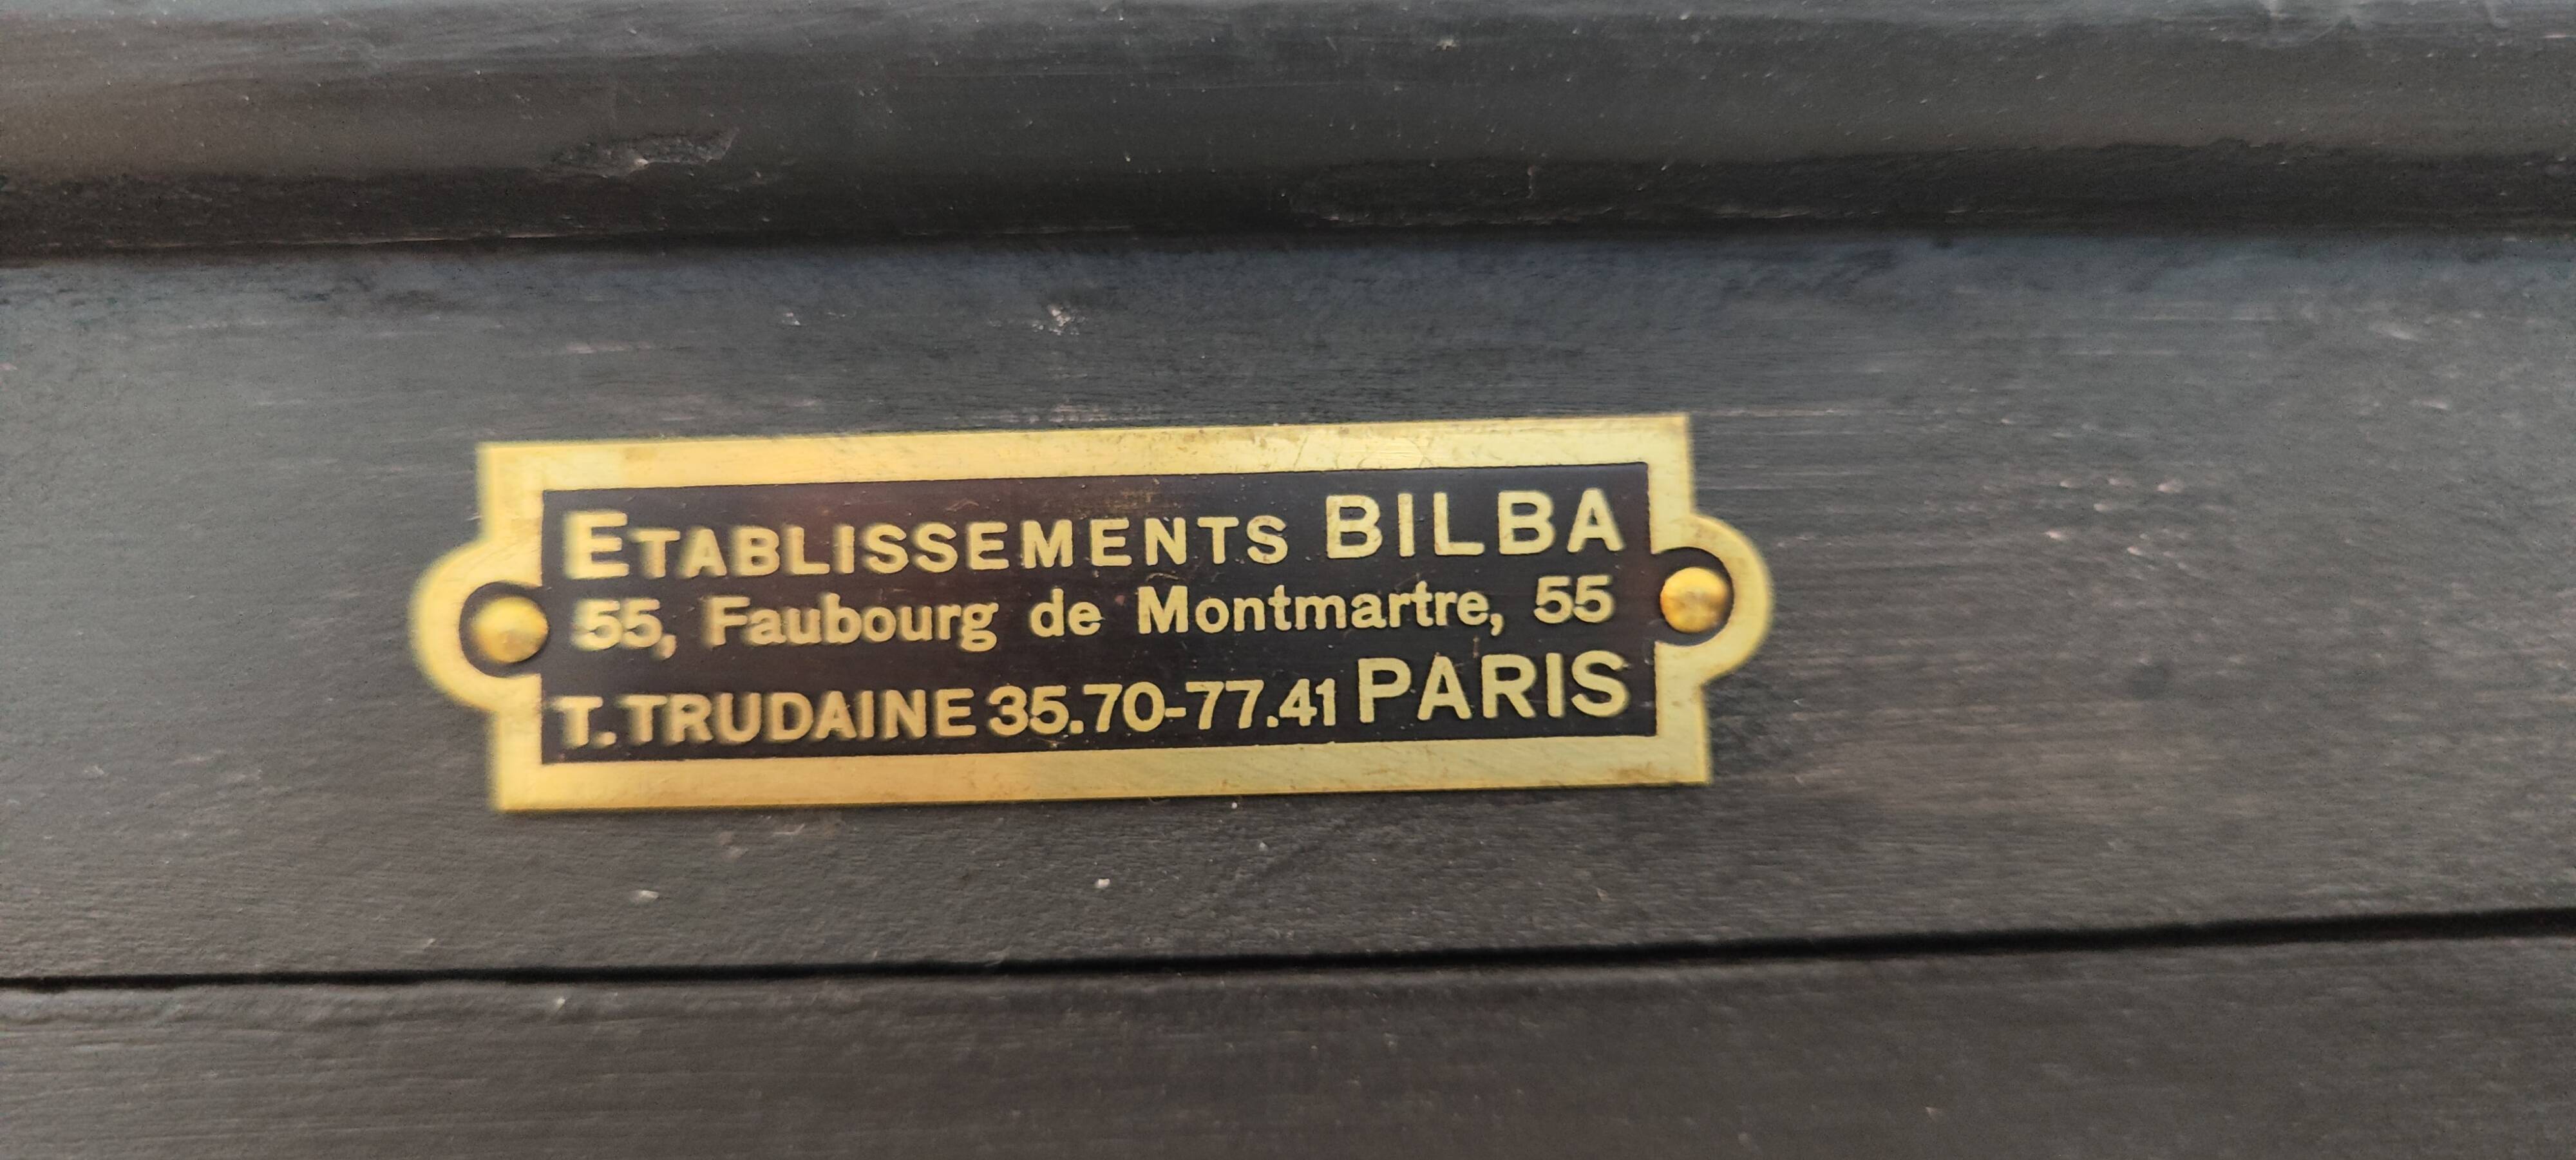 ETABLISSEMENTS BILBA
55, Faubourg de Montmartre, 55
T. TRUDAINE 35.70-77.41 PARIS